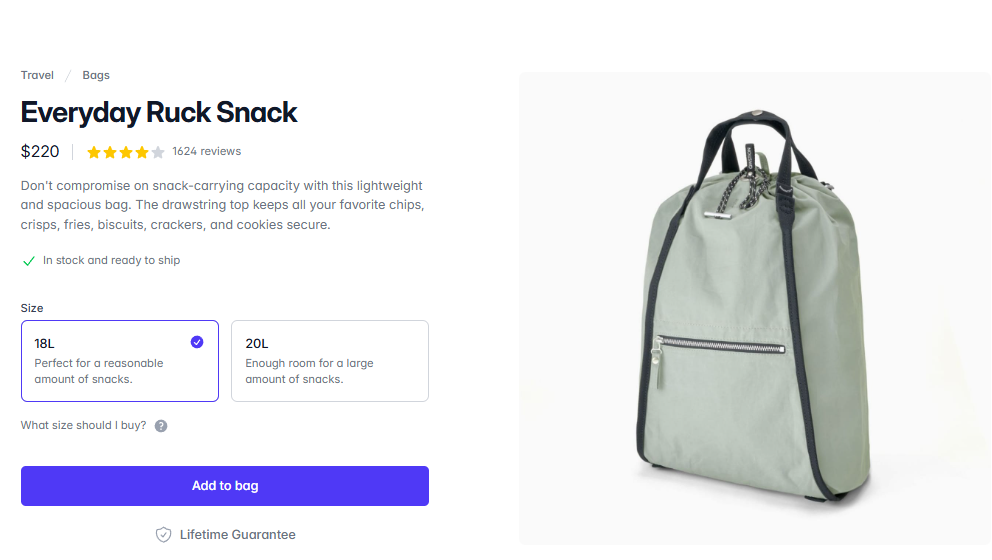 Travel / Bags
Everyday Ruck Snack
$220
1624 reviews
Don't compromise on snack-carrying capacity with this lightweight
and spacious bag. The drawstring top keeps all your favorite chips,
crisps, fries, biscuits, crackers, and cookies secure.
In stock and ready to ship
Size
18L
Perfect for a reasonable
amount of snacks.
20L
Enough room for a large
amount of snacks.
What size should I buy? ?
Add to bag
Lifetime Guarantee